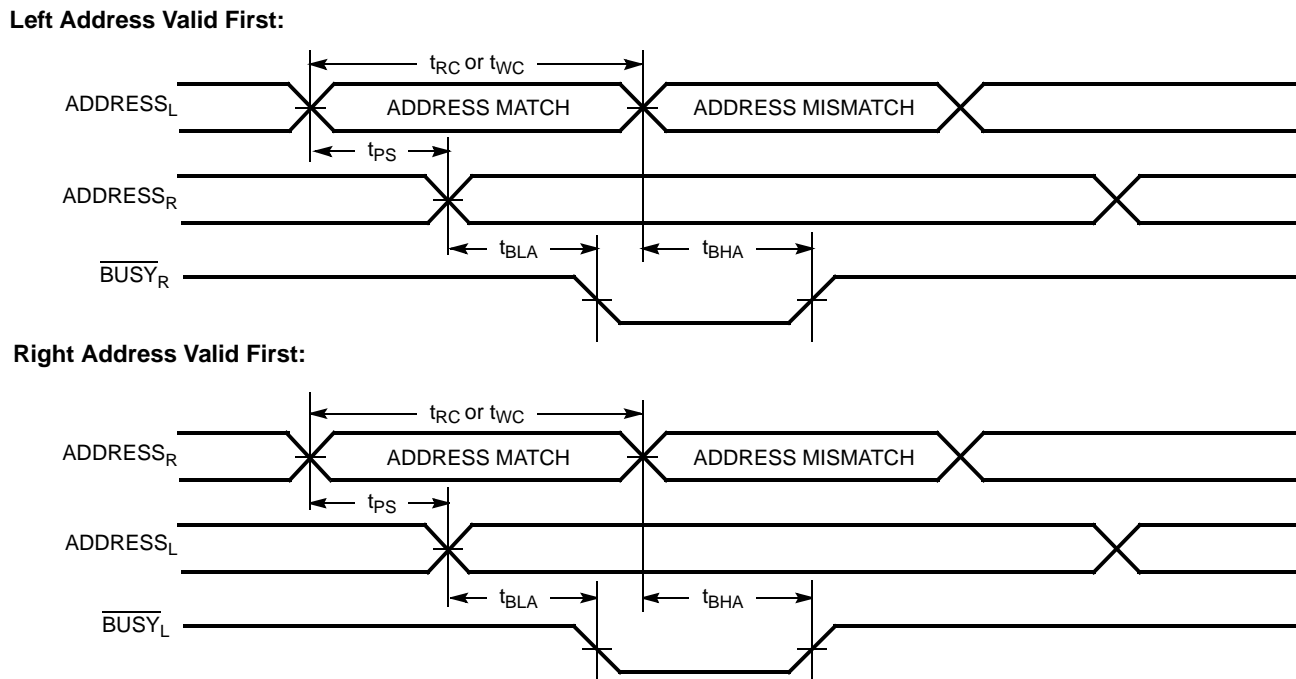 Left Address Valid First:
tRC or tWC
ADDRESSL
ADDRESS MATCH
ADDRESS MISMATCH
tPS
ADDRESSR
tBLA
tBHA
BUSYR
Right Address Valid First:
tRC or tWC
ADDRESSR
ADDRESS MATCH
ADDRESS MISMATCH
tPS
ADDRESSL
tBLA
tBHA
BUSYL